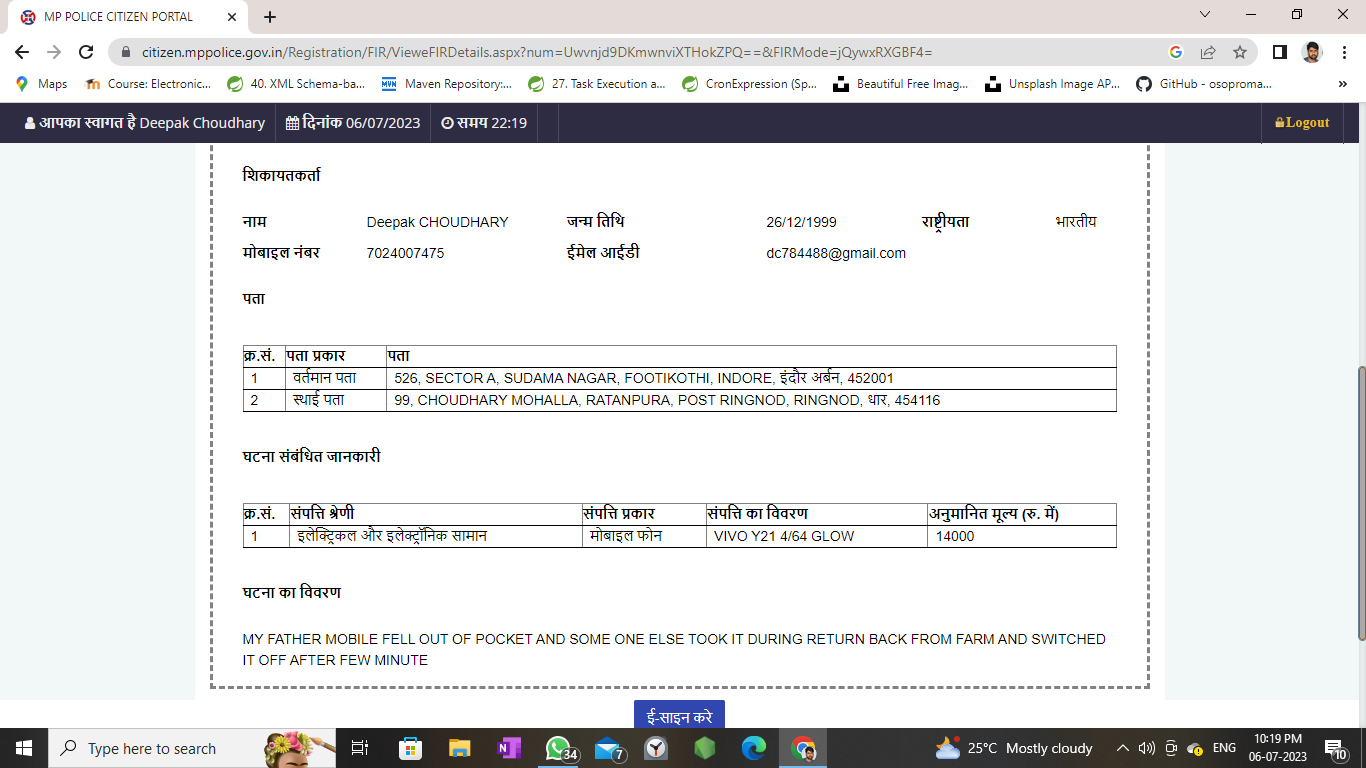 MP POLICE CITIZEN PORTAL
citizen.mppolice.gov.in/Registration/FIR/VieweFIRDetails.aspx?num=Uwvnjd9DKmwnviXTHokZPQ==&FIRMode=jQywxRXGBF4=
Maps Course: Electronic... 40. XML Schema-ba... Maven Repository:... 27. Task Execution a... CronExpression (Sp... Beautiful Free Imag... Unsplash Image AP... GitHub - osoproma... »
आपका स्वागत है Deepak Choudhary दिनांक 06/07/2023 समय 22:19 Logout
शिकायतकर्ता
नाम Deepak CHOUDHARY जन्म तिथि 26/12/1999 राष्ट्रीयता भारतीय
मोबाइल नंबर 7024007475 ईमेल आईडी dc784488@gmail.com
पता
क्र.सं. पता प्रकार पता
1 वर्तमान पता 526, SECTOR A, SUDAMA NAGAR, FOOTIKOTHI, INDORE, इंदौर अर्बन, 452001
2 स्थाई पता 99, CHOUDHARY MOHALLA, RATANPURA, POST RINGNOD, RINGNOD, धार, 454116
घटना संबंधित जानकारी
क्र.सं. संपत्ति श्रेणी संपत्ति प्रकार संपत्ति का विवरण अनुमानित मूल्य (रु. में)
1 इलेक्ट्रिकल और इलेक्ट्रॉनिक सामान मोबाइल फोन VIVO Y21 4/64 GLOW 14000
घटना का विवरण
MY FATHER MOBILE FELL OUT OF POCKET AND SOME ONE ELSE TOOK IT DURING RETURN BACK FROM FARM AND SWITCHED
IT OFF AFTER FEW MINUTE
ई-साइन करे
Type here to search 34 7 25°C Mostly cloudy ENG 10:19 PM
06-07-2023 10